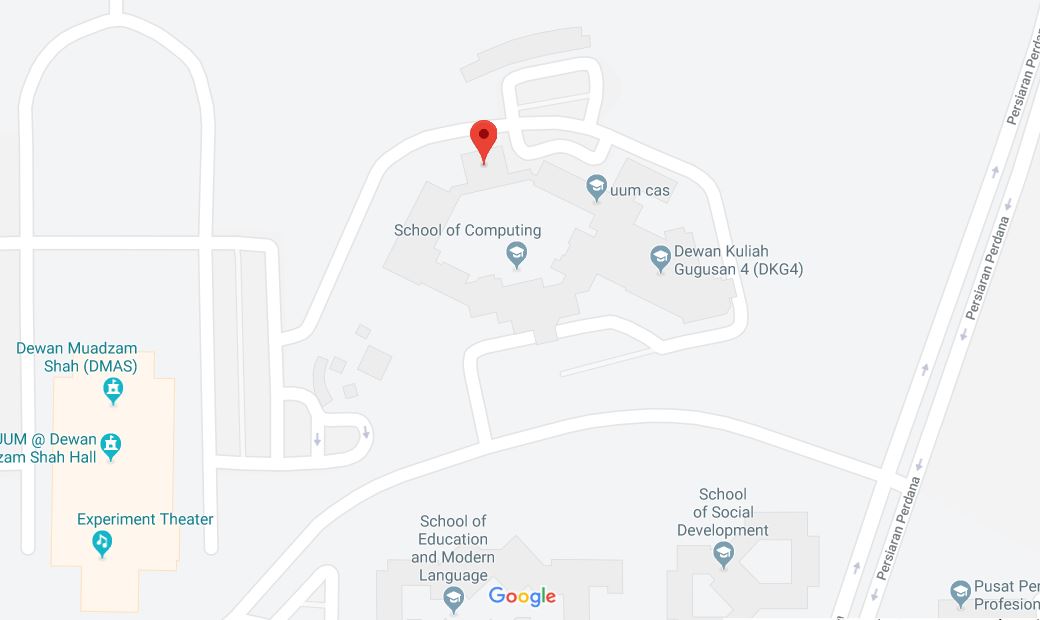 Persiaran Perdan
uum cas
School of Computing
Dewan Kuliah
Gugusan 4 (DKG4)
Persiaran Perdana
Dewan Muadzam
Shah (DMAS)
UUM @ Dewan
zam Shah Hall
Experiment Theater
School of
Education
and Modern
Language
School
of Social
Development
Persiaran Perdana
Google
Pusat Per
Profesion